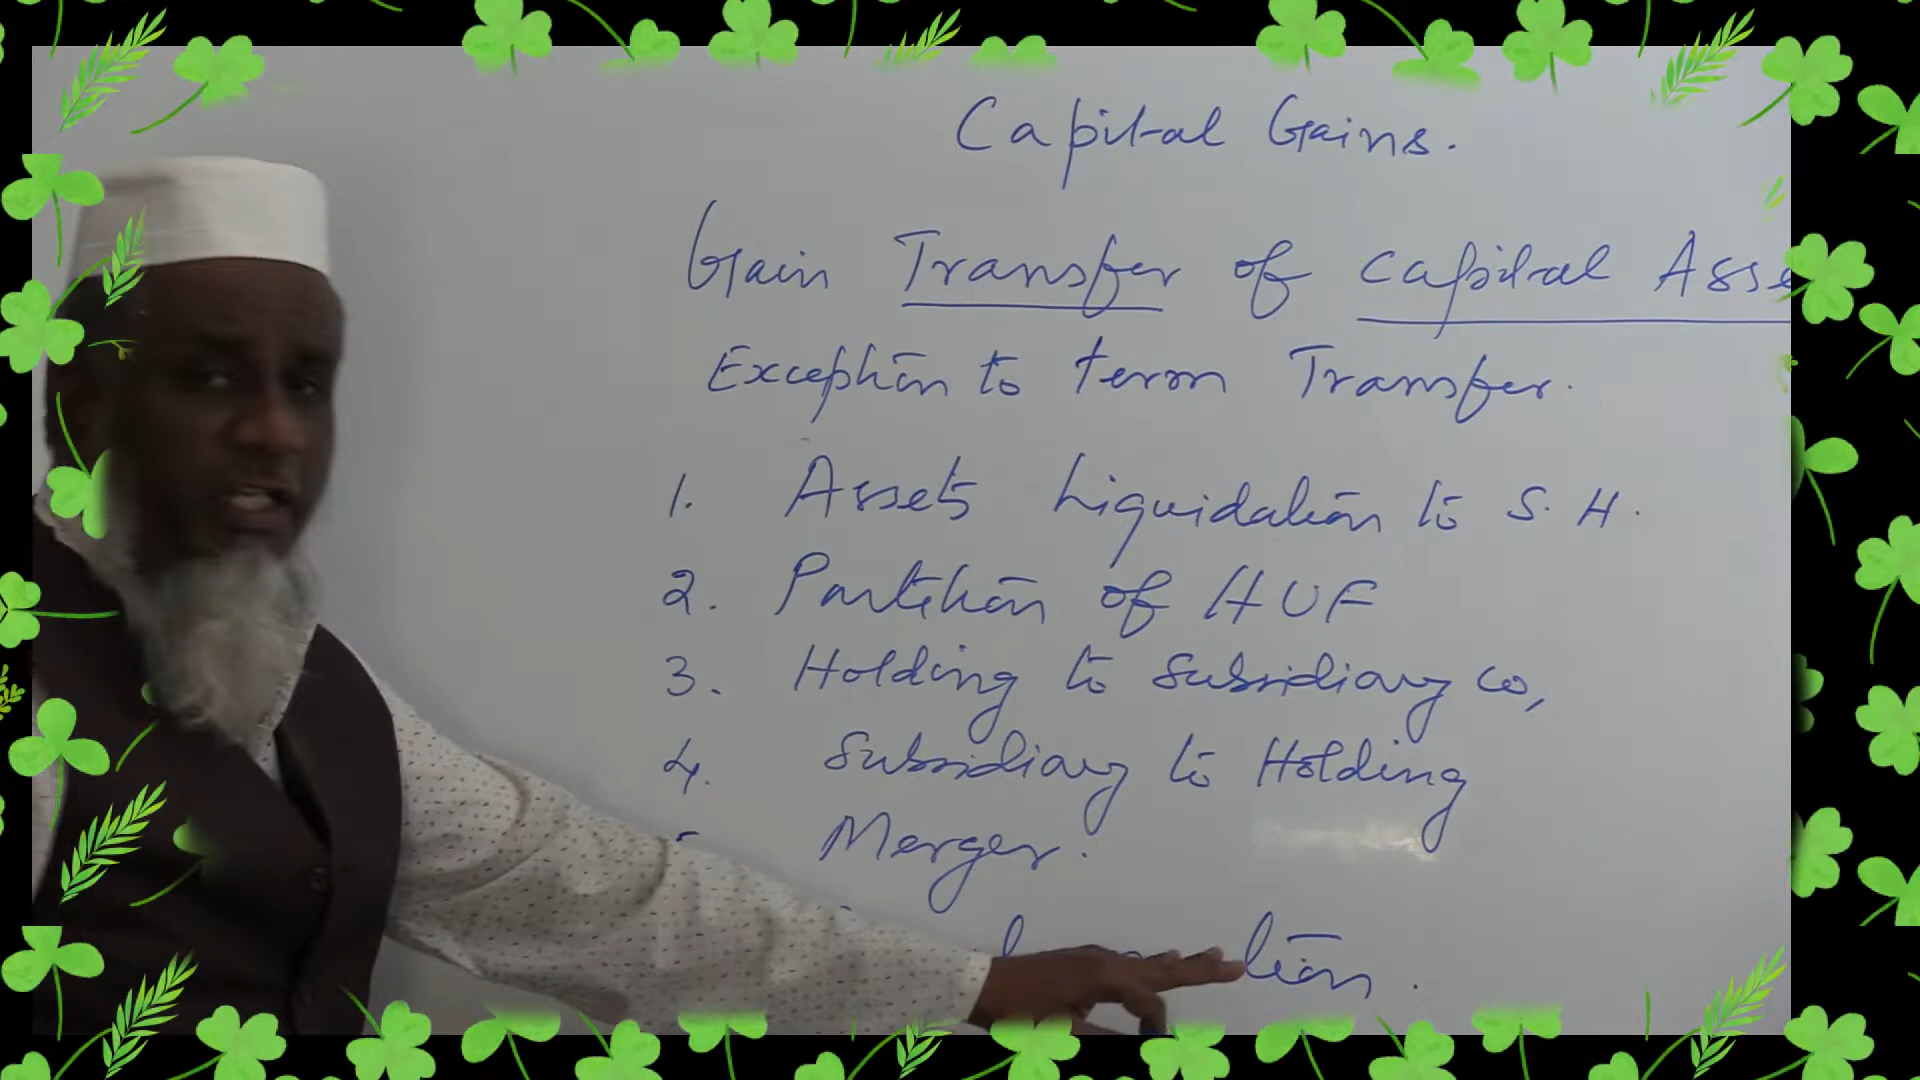 Capital Gains.
Gain Transfer of Capital Asse
Exception to term Transfer.
1. Assets Liquidation to S.H.
2. Partition of HUF
3. Holding to Subsidiary Co,
4. Subsidiary to Holding
Merger.